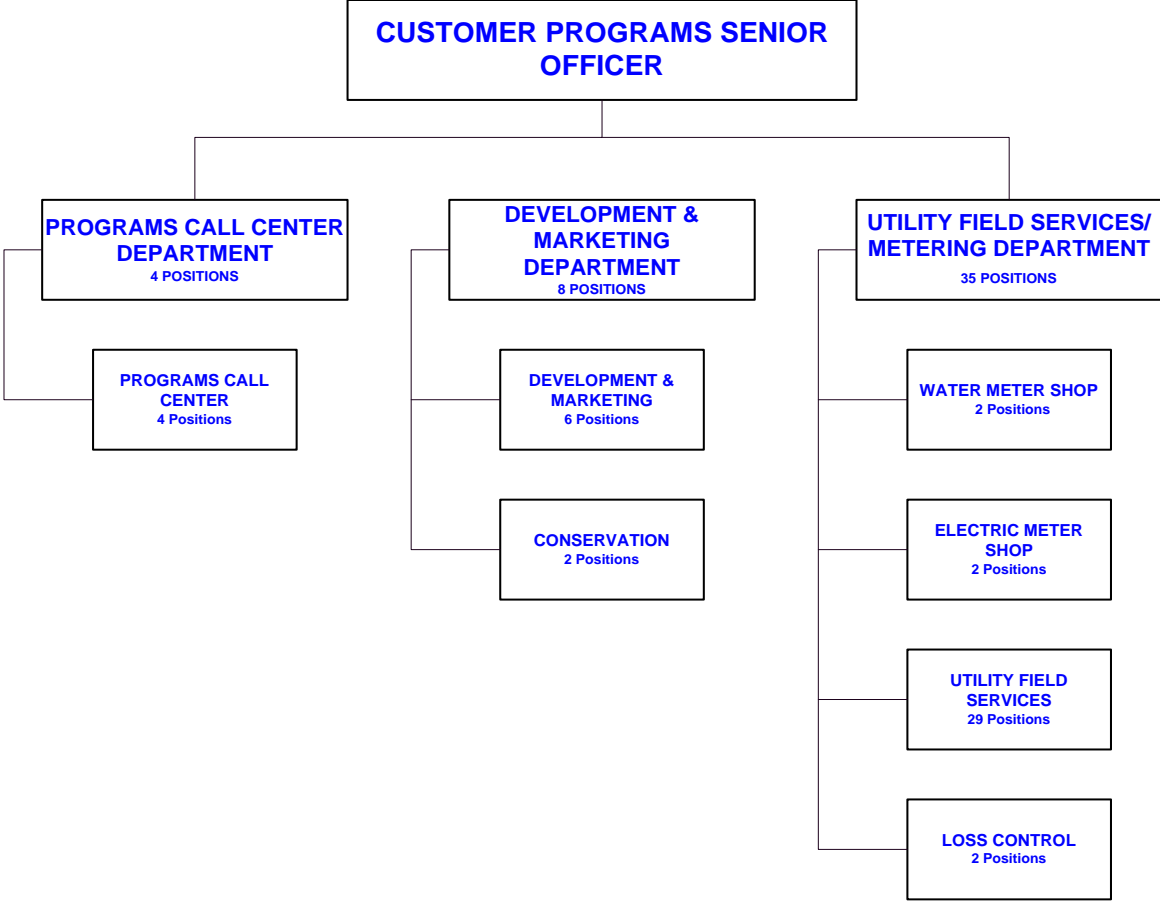 CUSTOMER PROGRAMS SENIOR
OFFICER
PROGRAMS CALL CENTER
DEPARTMENT
4 POSITIONS
PROGRAMS CALL
CENTER
4 Positions
DEVELOPMENT &
MARKETING
DEPARTMENT
8 POSITIONS
DEVELOPMENT &
MARKETING
6 Positions
CONSERVATION
2 Positions
UTILITY FIELD SERVICES/
METERING DEPARTMENT
35 POSITIONS
WATER METER SHOP
2 Positions
ELECTRIC METER
SHOP
2 Positions
UTILITY FIELD
SERVICES
29 Positions
LOSS CONTROL
2 Positions